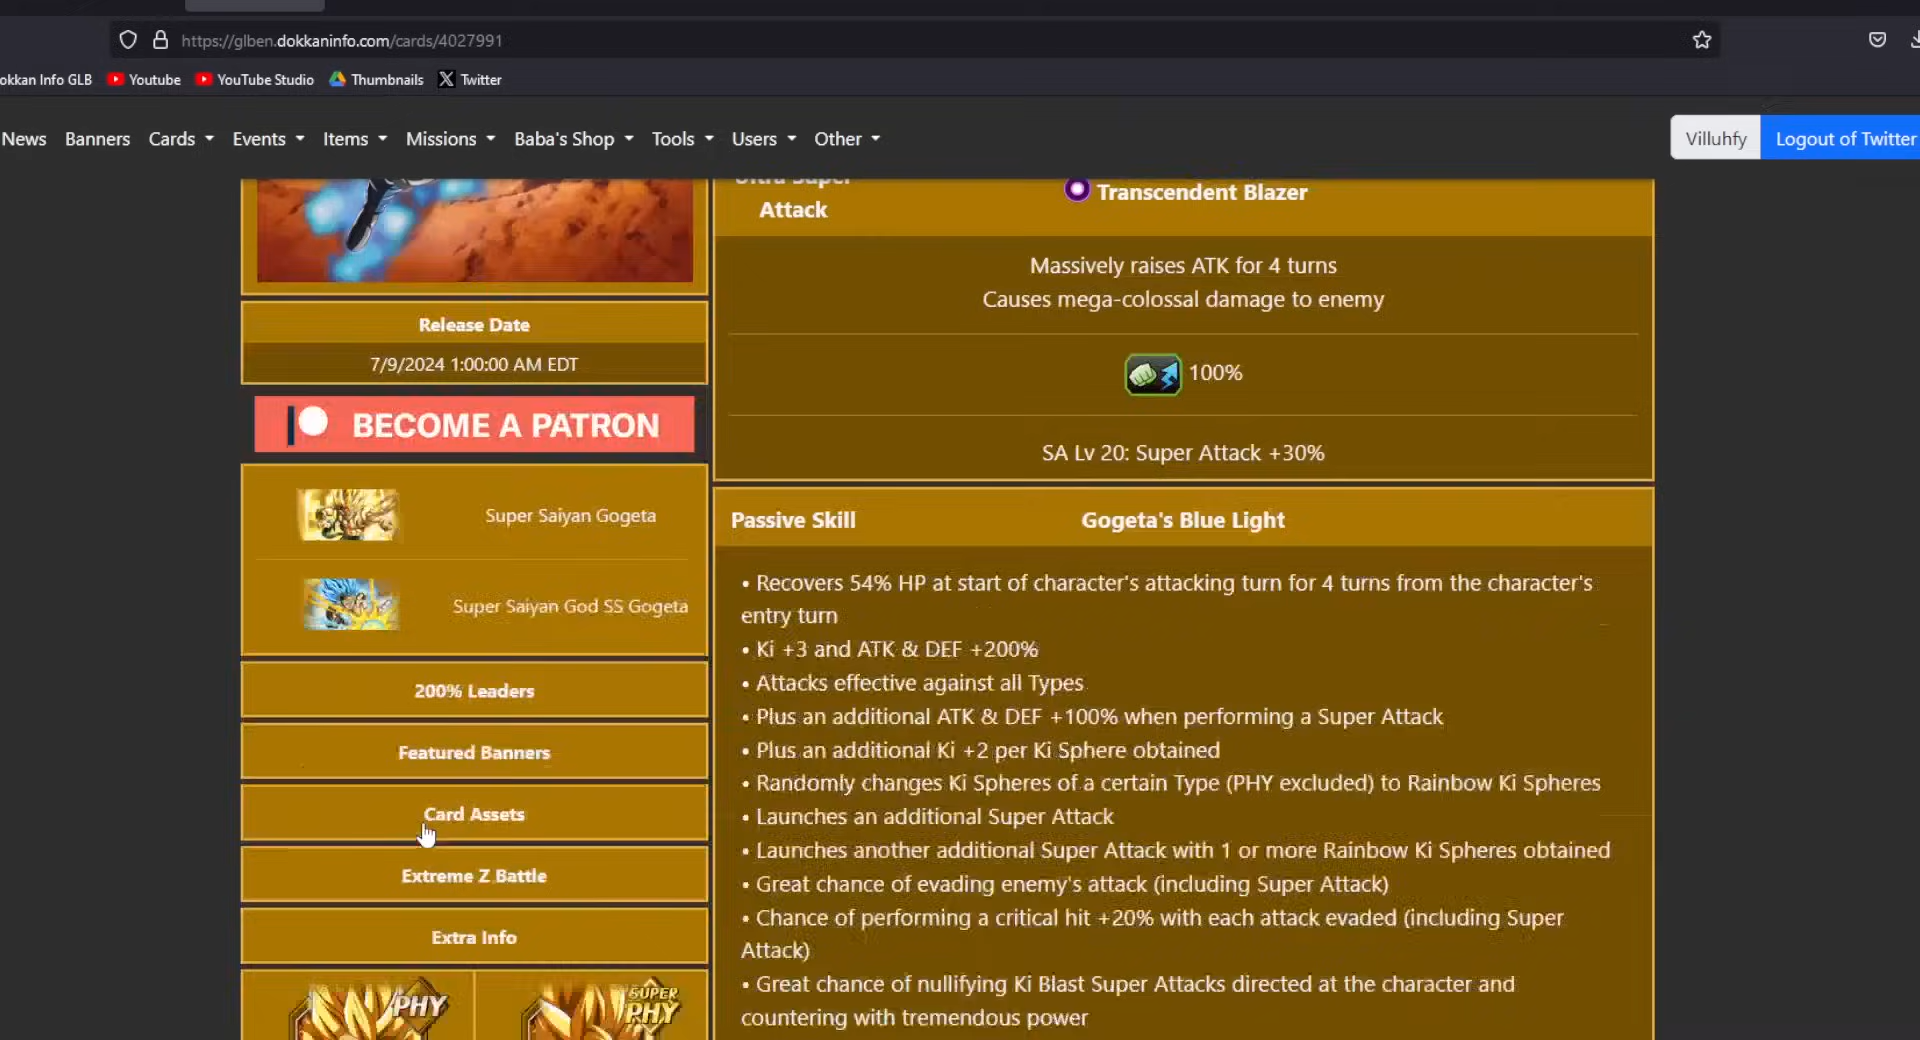 https://glben.dokkaninfo.com/cards/4027991
okkan Info GLB Youtube YouTube Studio Thumbnails Twitter
News Banners Cards Events Items Missions Baba's Shop Tools Users Other Villuhfy Logout of Twitter
Release Date
7/9/2024 1:00:00 AM EDT
BECOME A PATRON
Super Saiyan Gogeta
Super Saiyan God SS Gogeta
200% Leaders
Featured Banners
Card Assets
Extreme Z Battle
Extra Info
PHY
SUPER
PHY
Ultra Super
Attack
Transcendent Blazer
Massively raises ATK for 4 turns
Causes mega-colossal damage to enemy
100%
SA Lv 20: Super Attack +30%
Passive Skill Gogeta's Blue Light
• Recovers 54% HP at start of character's attacking turn for 4 turns from the character's
entry turn
• Ki +3 and ATK & DEF +200%
• Attacks effective against all Types
• Plus an additional ATK & DEF +100% when performing a Super Attack
• Plus an additional Ki +2 per Ki Sphere obtained
• Randomly changes Ki Spheres of a certain Type (PHY excluded) to Rainbow Ki Spheres
• Launches an additional Super Attack
• Launches another additional Super Attack with 1 or more Rainbow Ki Spheres obtained
• Great chance of evading enemy's attack (including Super Attack)
• Chance of performing a critical hit +20% with each attack evaded (including Super
Attack)
• Great chance of nullifying Ki Blast Super Attacks directed at the character and
countering with tremendous power